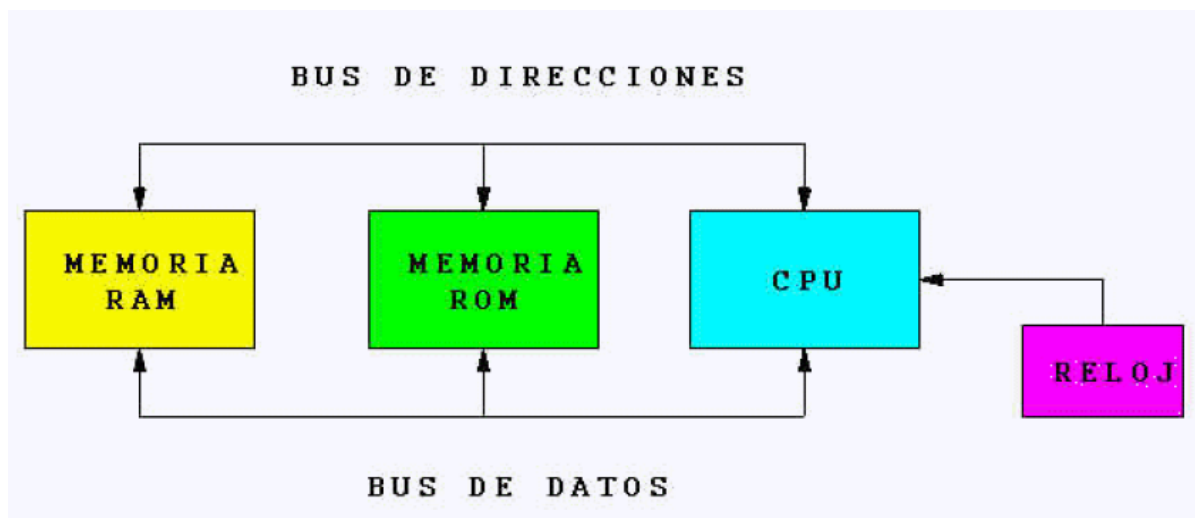 BUS DE DIRECCIONES
MEMORIA
RAM
MEMORIA
ROM
CPU
RELOJ
BUS DE DATOS